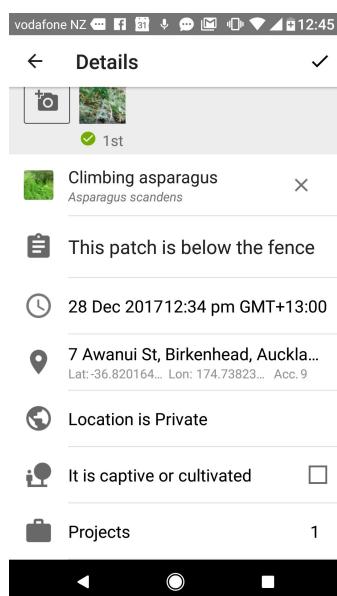 vodafone NZ 31 12:45
Details
1st
Climbing asparagus
Asparagus scandens
This patch is below the fence
28 Dec 201712:34 pm GMT+13:00
7 Awanui St, Birkenhead, Auckla...
Lat:-36.820164... Lon: 174.73823... Acc.9
Location is Private
It is captive or cultivated
Projects 1